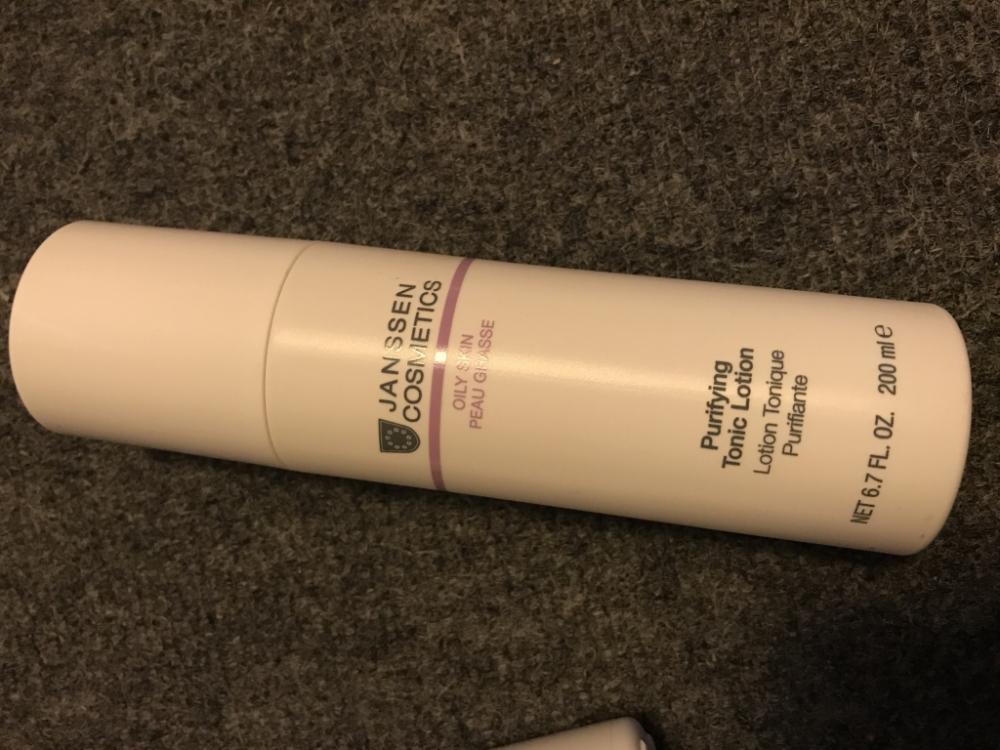 JANSSEN
COSMETICS
OILY SKIN
PEAU GRASSE
Purifying
Tonic Lotion
Lotion Tonique
Purifiante
NET 6.7 FL. OZ. 200 ml e